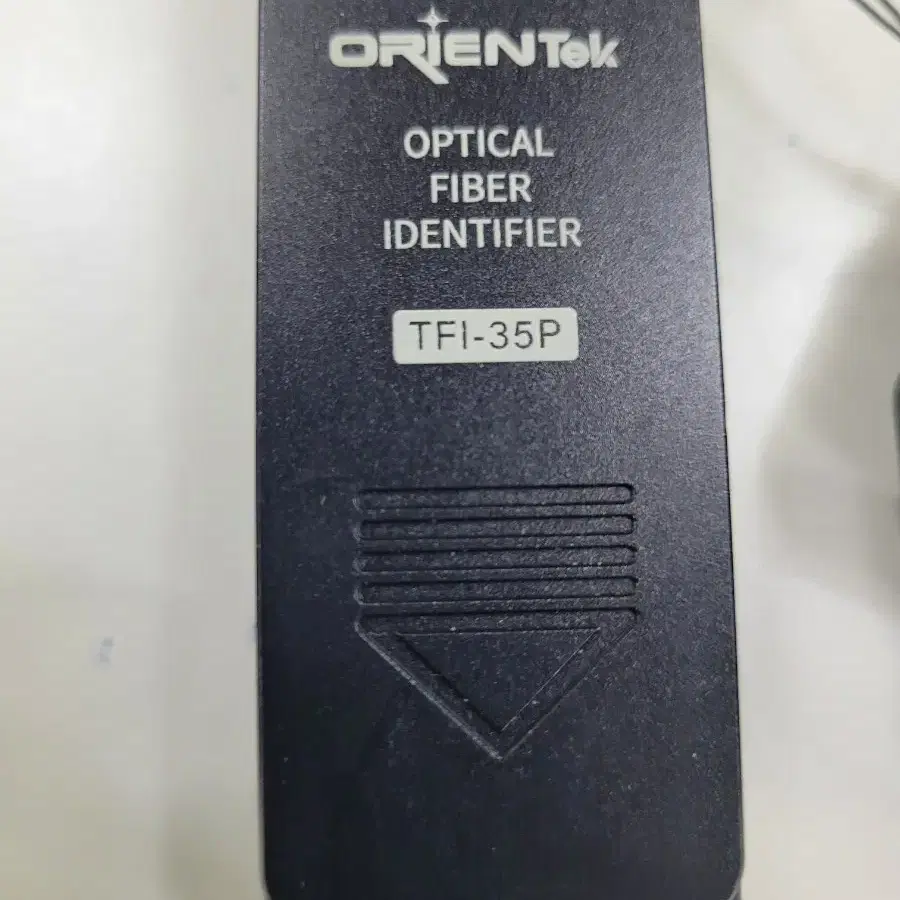 ORIENTek
OPTICAL
FIBER
IDENTIFIER
TFI-35P